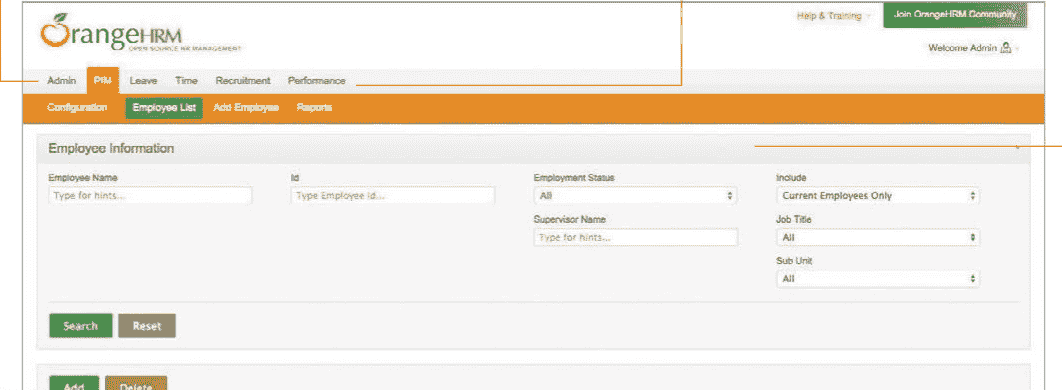 Help & Training
Join OrangeHRM Community
OrangeHRM
OPEN SOURCE HR MANAGEMENT
Welcome Admin
Admin PIM Leave Time Recruitment Performance
Configuration Employee List Add Employee Reports
Employee Information
Employee Name Id Employment Status Include
Type for hints... Type Employee Id... All Current Employees Only
Supervisor Name Job Title
Type for hints... All
Sub Unit
All
Search Reset
Add Delete